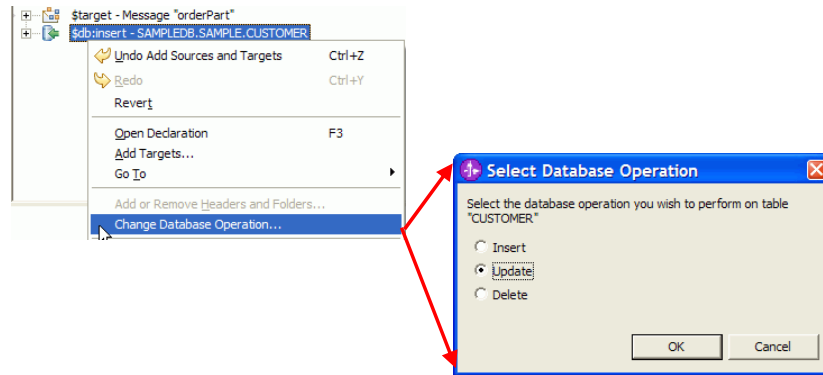 $target - Message "orderPart"
$db:insert - SAMPLEDB.SAMPLE.CUSTOMER
Undo Add Sources and Targets Ctrl+Z
Redo Ctrl+Y
Revert
Open Declaration F3
Add Targets...
Go To
Add or Remove Headers and Folders...
Change Database Operation...
Select Database Operation
Select the database operation you wish to perform on table
"CUSTOMER"
Insert
Update
Delete
OK Cancel